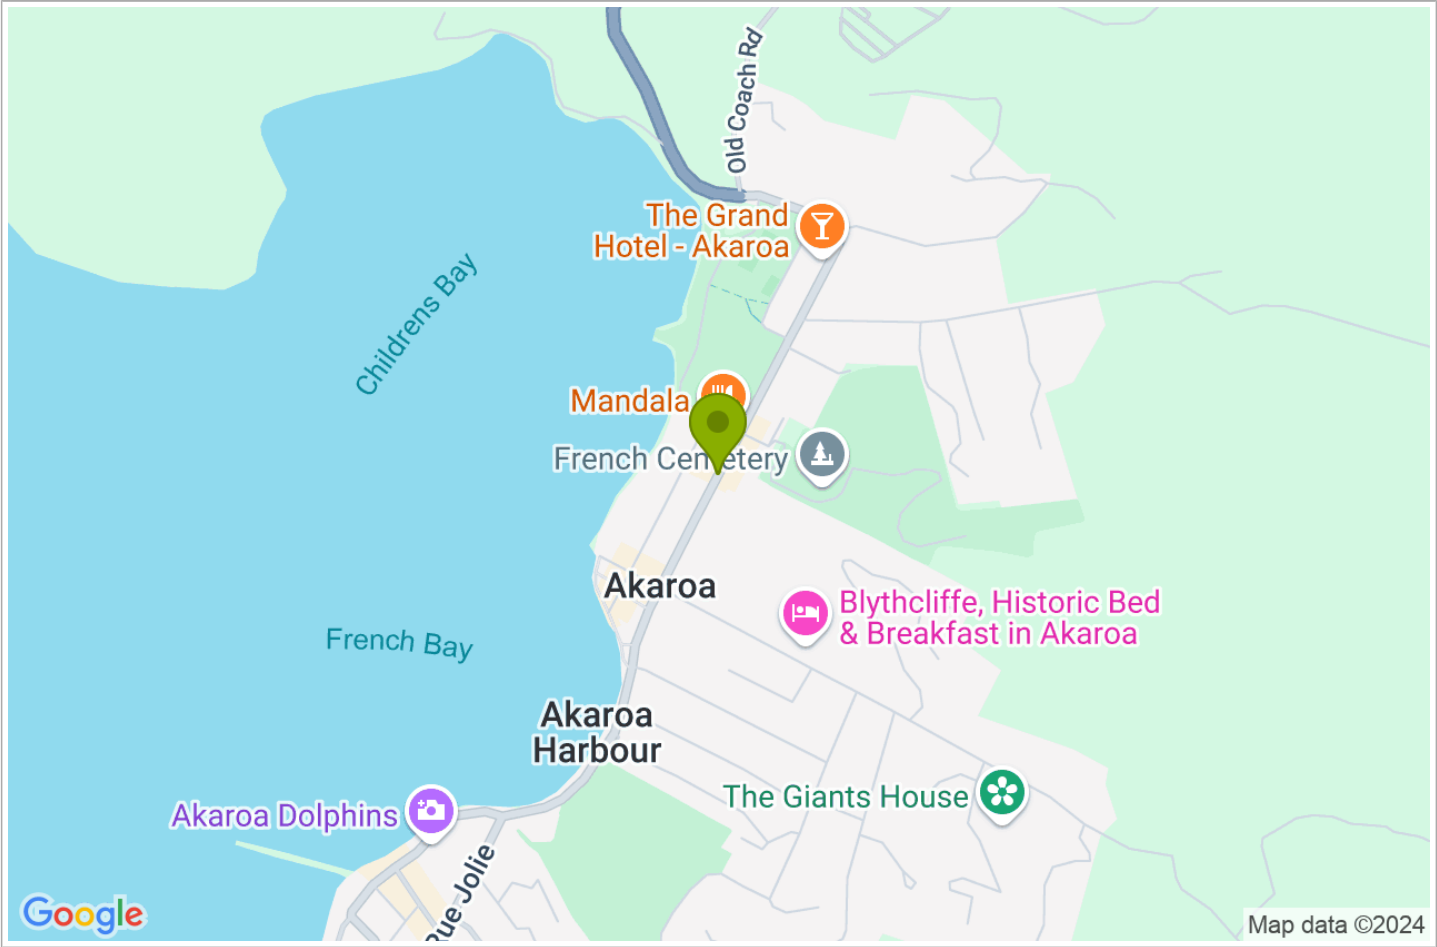 Old Coach Rd
The Grand
Hotel - Akaroa
Childrens Bay
Mandala
French Cemetery
Akaroa
Blythcliffe, Historic Bed
& Breakfast in Akaroa
French Bay
Akaroa
Harbour
The Giants House
Akaroa Dolphins
Rue Jolie
Google
Map data ©2024